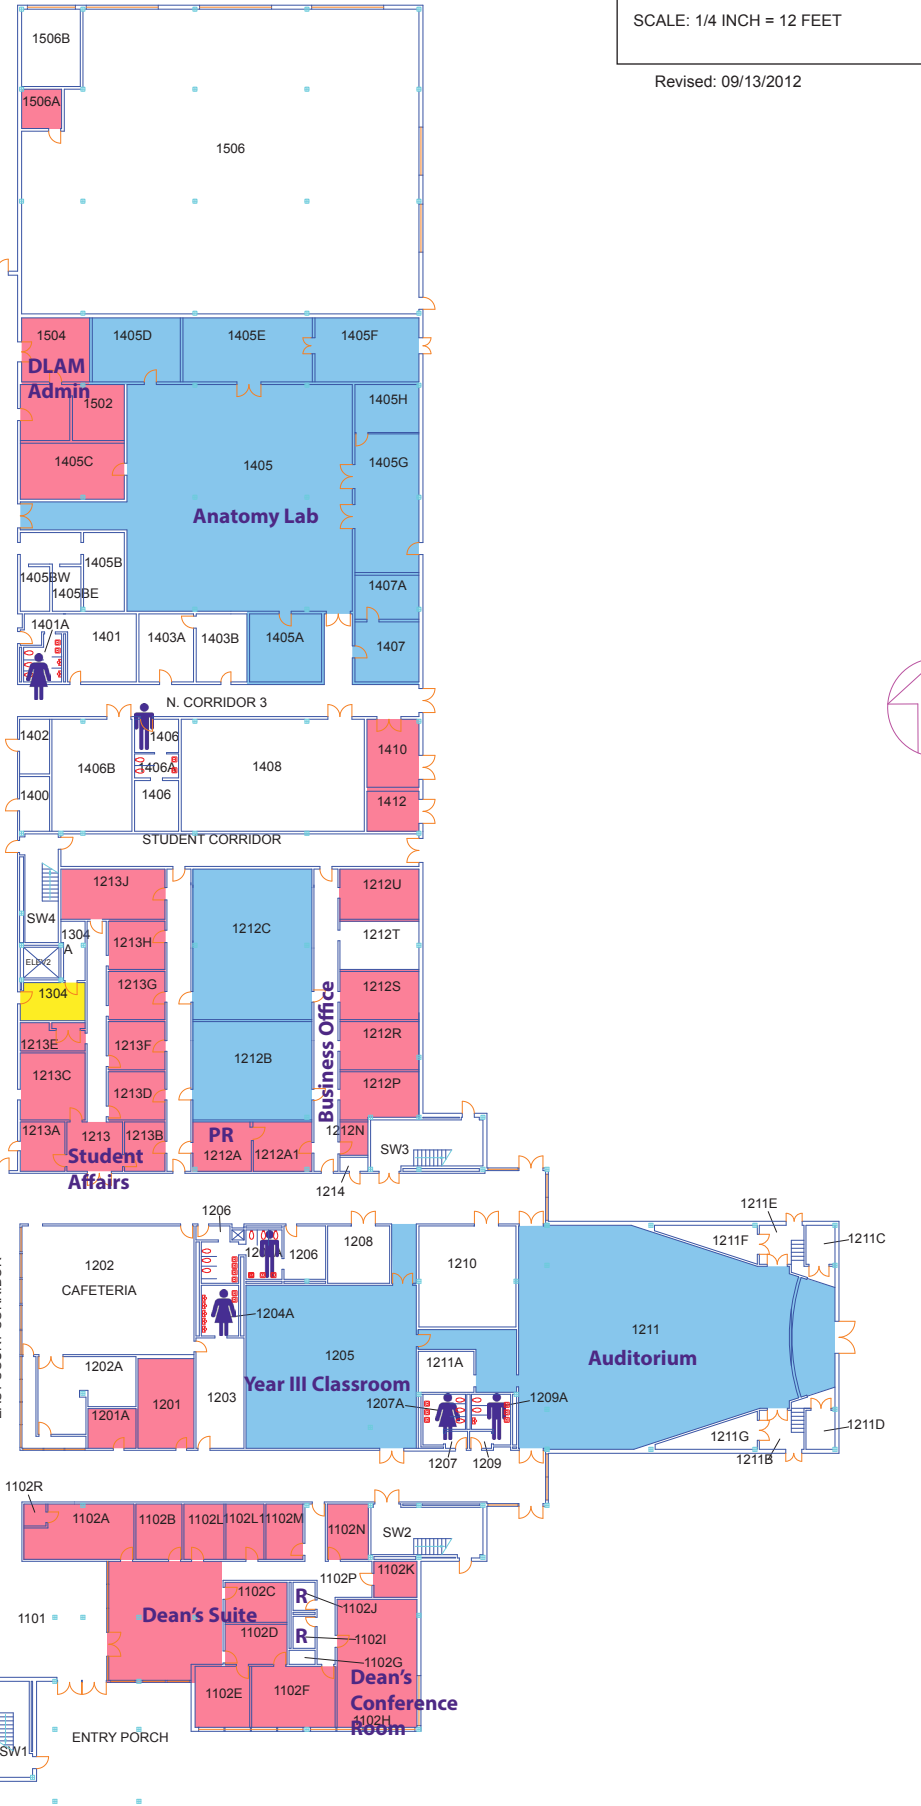 SCALE: 1/4 INCH = 12 FEET
Revised: 09/13/2012
1506B
1506A
1506
1504
1405D
1405E
1405F
DLAM
Admin
1502
1405H
1405C
1405
1405G
Anatomy Lab
1405B
1405BW
1405BE
1407A
1401A
1401
1403A
1403B
1405A
1407
N. CORRIDOR 3
1402
1406
1410
1406B
1406A
1408
1400
1406
1412
STUDENT CORRIDOR
1213J
1212U
SW4
1304
A
1213H
1212C
1212T
ELEV2
1213G
1212S
1304
Business Office
1213E
1213F
1212B
1212R
1213C
1213D
1212P
1213A
1213
1213B
PR
1212N
Student
Affairs
1212A
1212A1
SW3
1214
1206
1211E
1202
1206
1208
1210
1211F
1211C
CAFETERIA
1204A
1205
1211
Auditorium
1202A
1211A
1203
Year III Classroom
1201
1207A
1209A
1201A
1211G
1211D
1207
1209
1211B
1102R
1102A
1102B
1102L
1102L1
1102M
1102N
SW2
1102P
1102K
1102C
R
1102J
1101
Dean's Suite
1102D
R
1102I
1102G
1102E
1102F
Dean's
Conference
Room
1102H
ENTRY PORCH
SW1